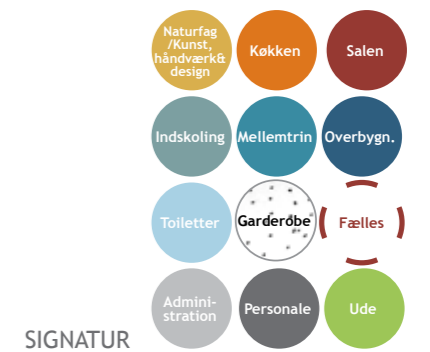 Naturfag
/Kunst,
håndværk&
design
Køkken
Salen
Indskoling
Mellemtrin
Overbygn.
Toiletter
Garderobe
Fælles
Admini-
stration
Personale
Ude
SIGNATUR